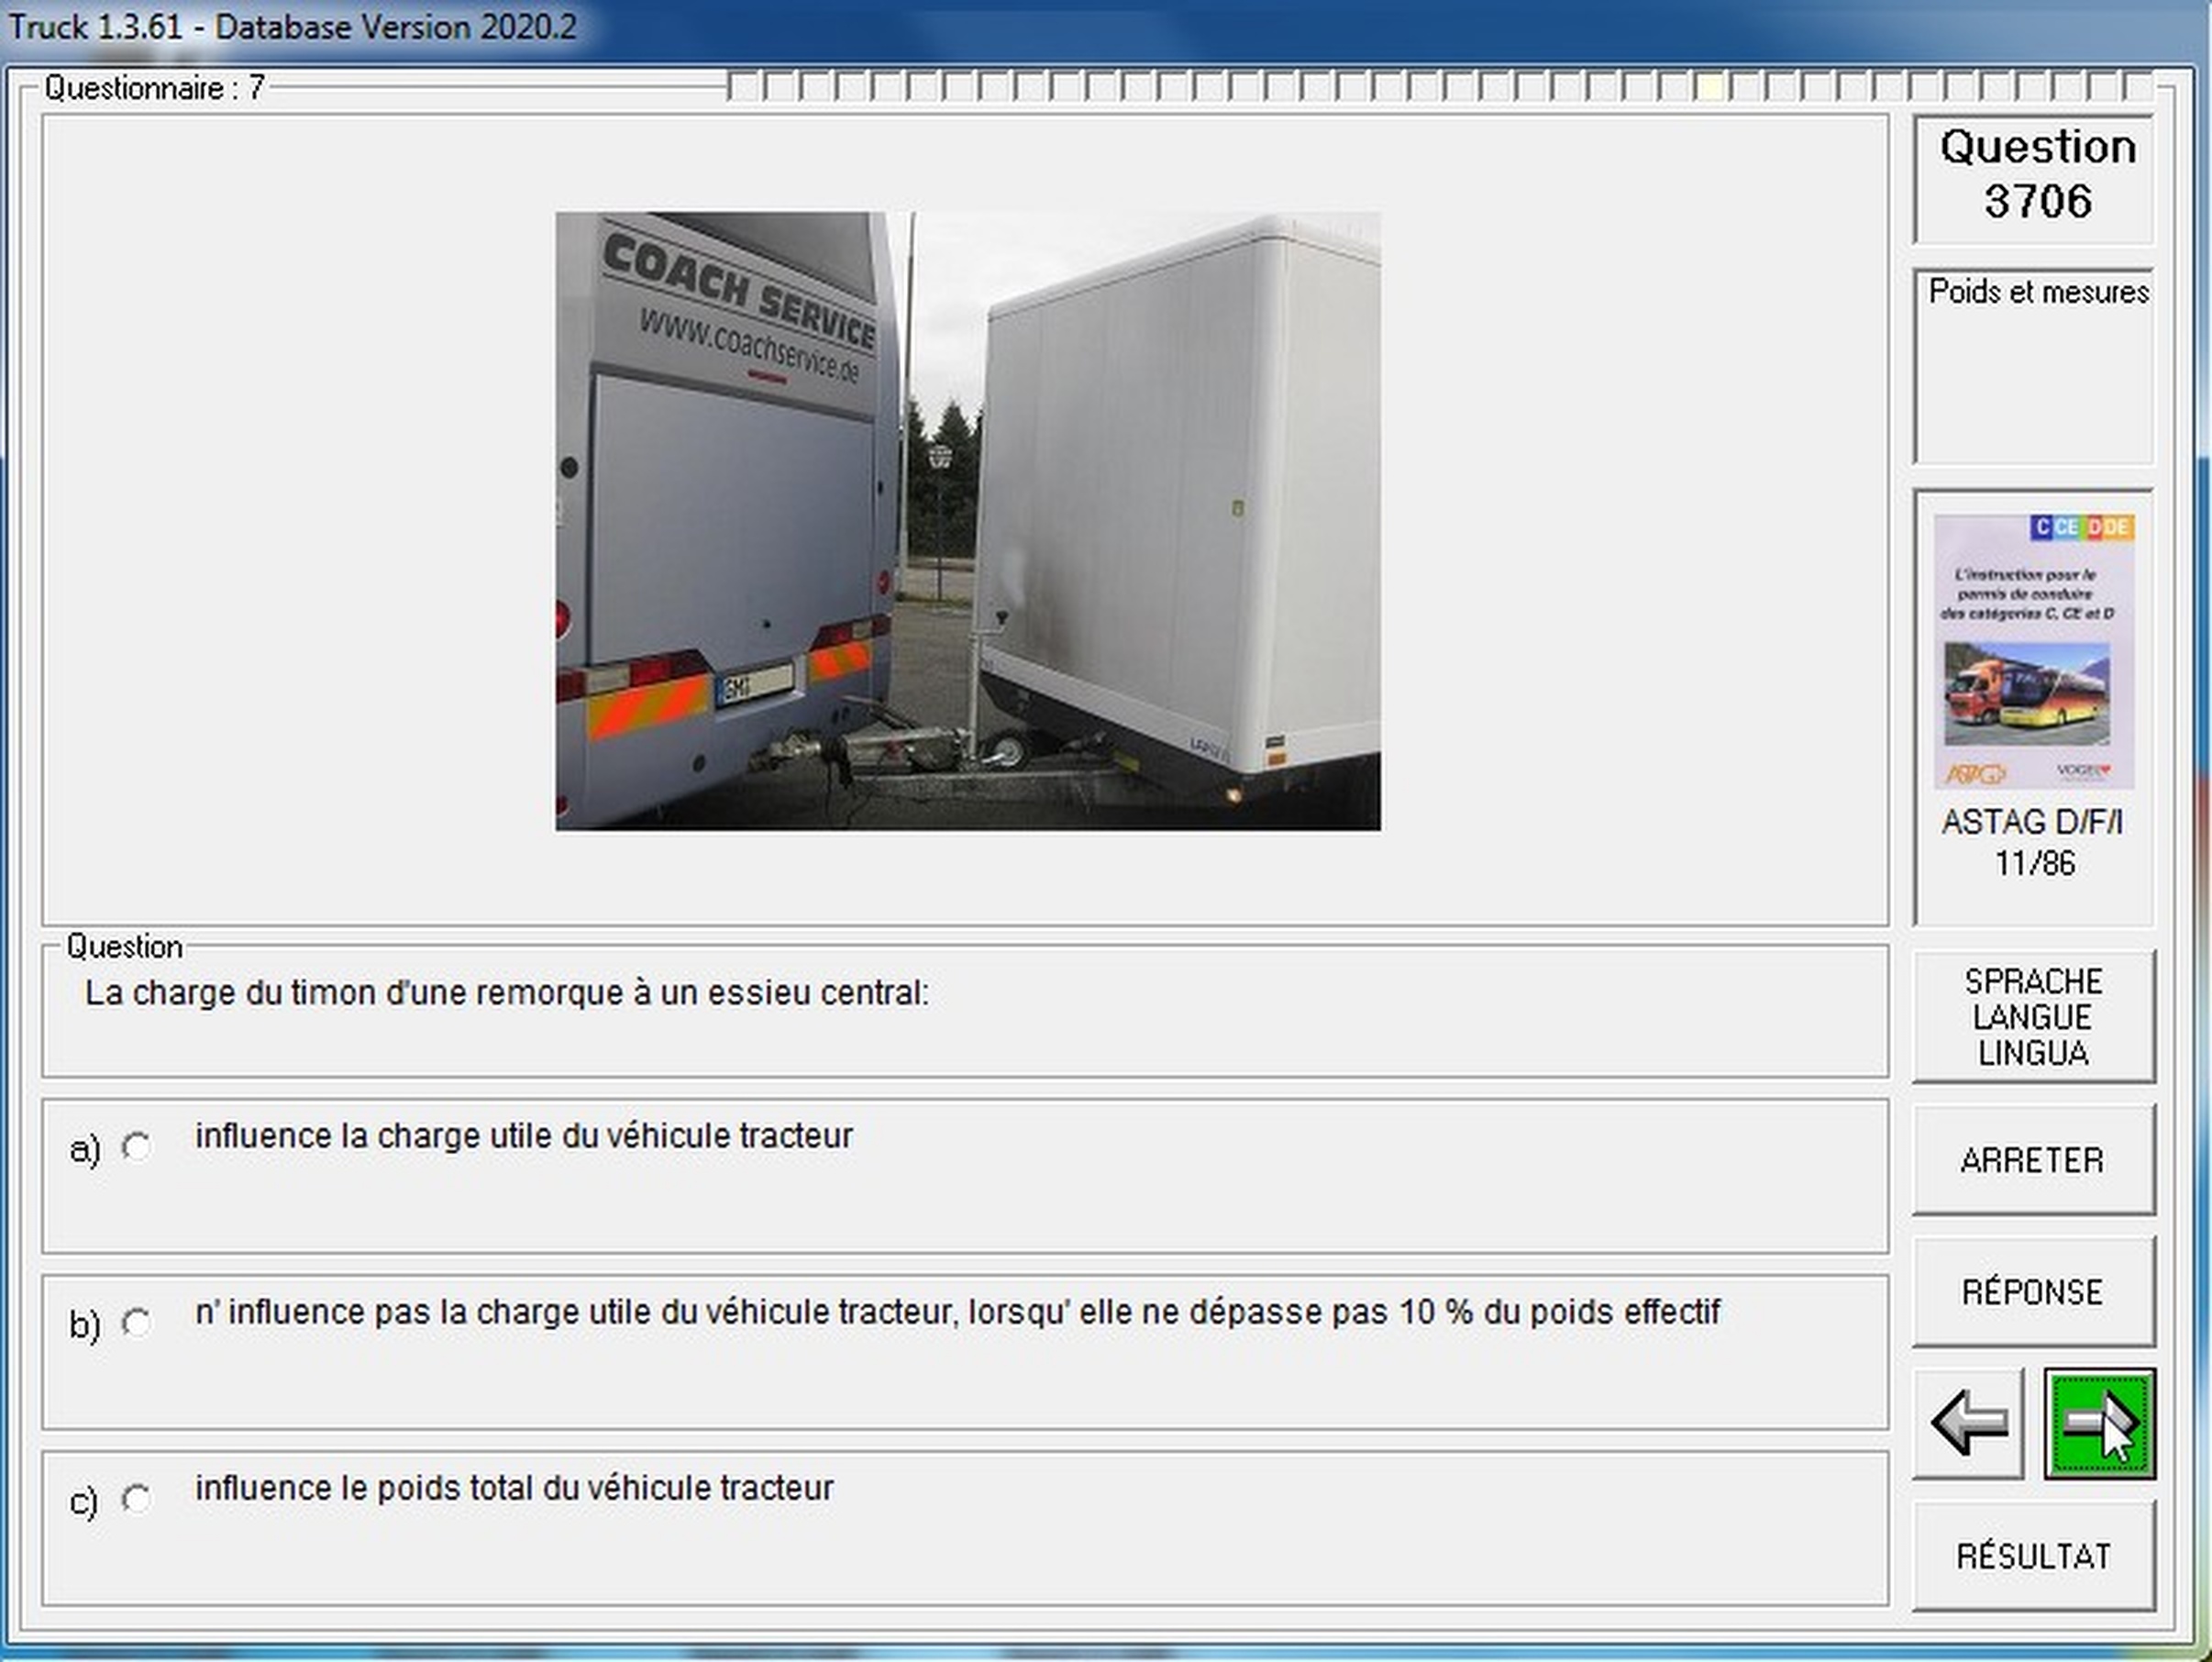 Truck 1.3.61 - Database Version 2020.2
Questionnaire : 7
COACH SERVICE
www.coachservice.de
GMT
Question
3706
Poids et mesures
C CE D DE
L'instruction pour le
permis de conduire
des catégories C, CE et D
ASTAG
VOGEL
ASTAG D/F/I
11/86
Question
La charge du timon d'une remorque à un essieu central:
a) influence la charge utile du véhicule tracteur
b) n' influence pas la charge utile du véhicule tracteur, lorsqu' elle ne dépasse pas 10 % du poids effectif
c) influence le poids total du véhicule tracteur
SPRACHE
LANGUE
LINGUA
ARRETER
RÉPONSE
RÉSULTAT